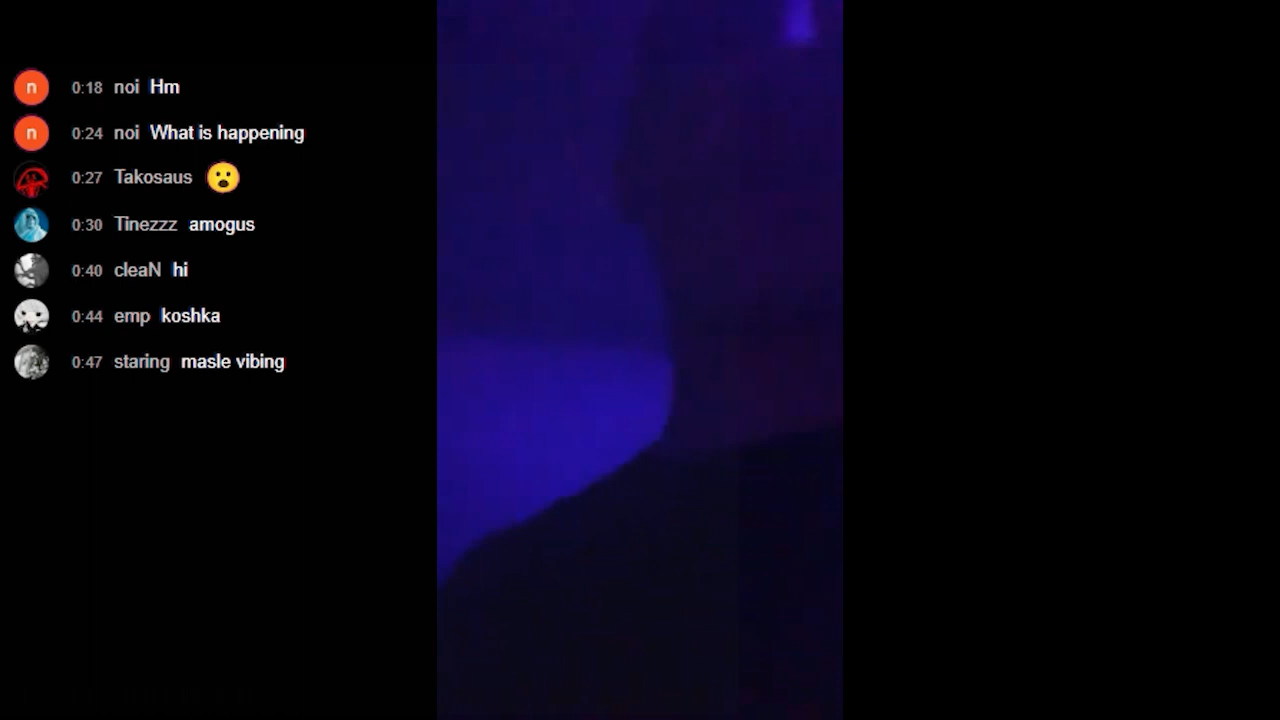 n 0:18 noi Hm
n 0:24 noi What is happening
0:27 Takosaus 😮
0:30 Tinezzz amogus
0:40 cleaN hi
0:44 emp koshka
0:47 staring masle vibing